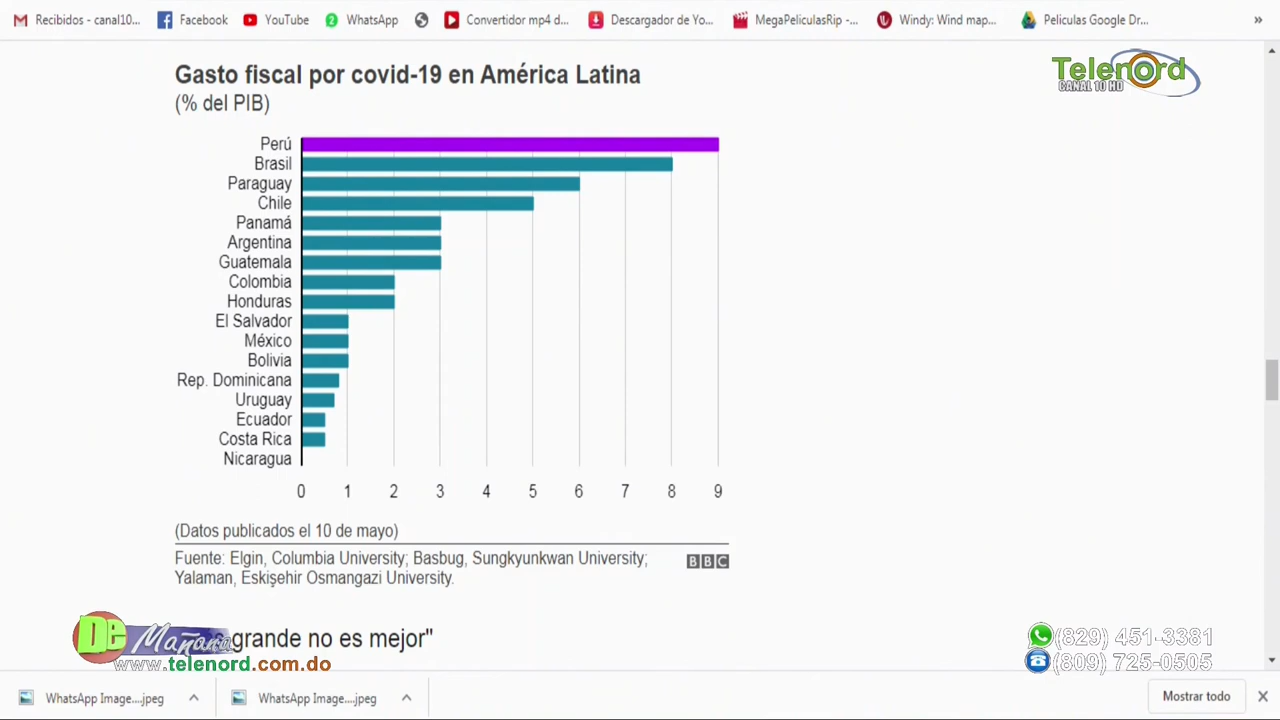 Recibidos - canal10...
Facebook
YouTube
WhatsApp
Convertidor mp4 d...
Descargador de Yo...
MegaPeliculasRip -...
Windy: Wind map...
Peliculas Google Dr...
»
Gasto fiscal por covid-19 en América Latina
(% del PIB)
Telenord
CANAL 10 HD
Perú
Brasil
Paraguay
Chile
Panamá
Argentina
Guatemala
Colombia
Honduras
El Salvador
México
Bolivia
Rep. Dominicana
Uruguay
Ecuador
Costa Rica
Nicaragua
0 1 2 3 4 5 6 7 8 9
(Datos publicados el 10 de mayo)
Fuente: Elgin, Columbia University; Basbug, Sungkyunkwan University;
Yalaman, Eskişehir Osmangazi University.
BBC
De Mañana
grande no es mejor"
www.telenord.com.do
(829) 451-3381
(809) 725-0505
WhatsApp Image....jpeg
WhatsApp Image....jpeg
Mostrar todo